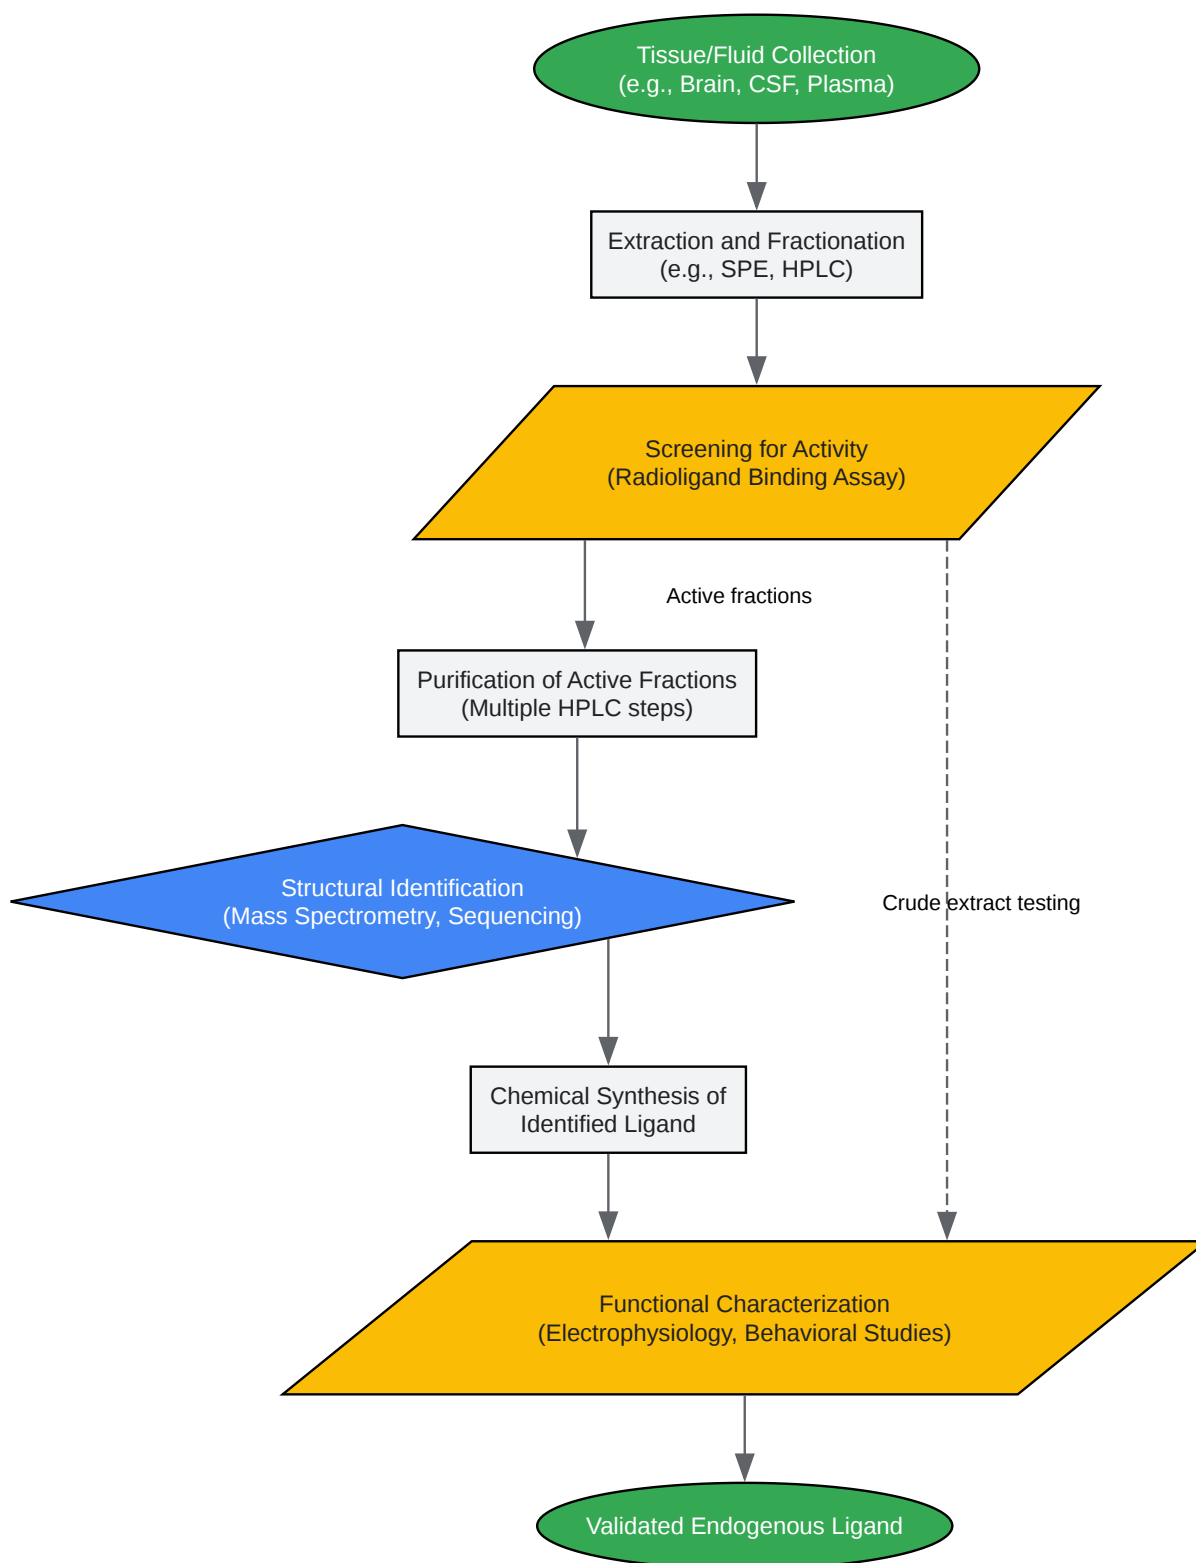 Tissue/Fluid Collection
(e.g., Brain, CSF, Plasma)
Extraction and Fractionation
(e.g., SPE, HPLC)
Screening for Activity
(Radioligand Binding Assay)
Active fractions
Purification of Active Fractions
(Multiple HPLC steps)
Structural Identification
(Mass Spectrometry, Sequencing)
Crude extract testing
Chemical Synthesis of
Identified Ligand
Functional Characterization
(Electrophysiology, Behavioral Studies)
Validated Endogenous Ligand